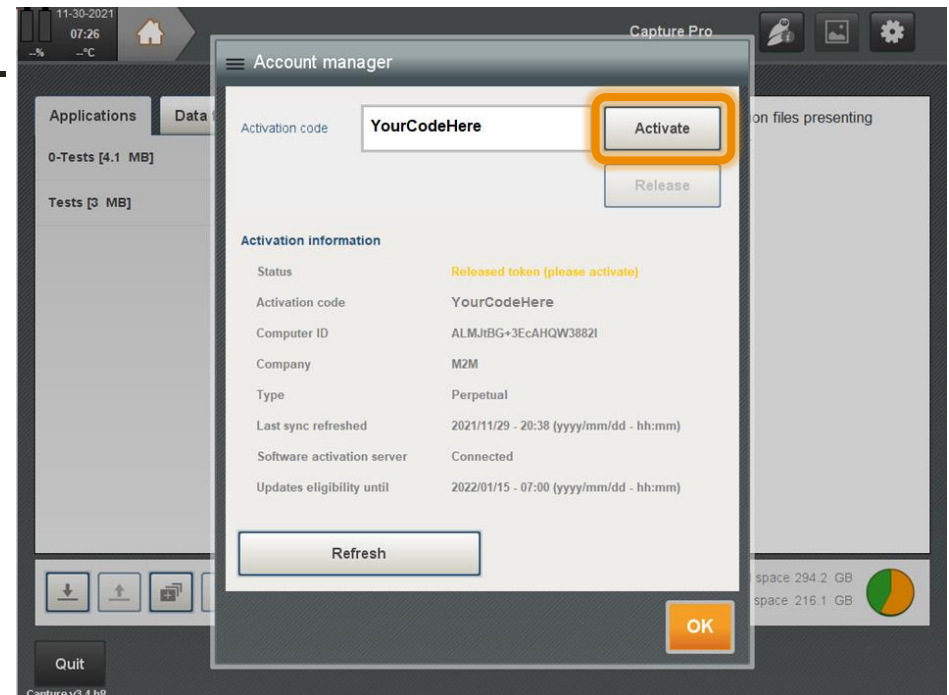 11-30-2021
07:26
--% --°C
Capture Pro
Account manager
Applications Data
on files presenting
0-Tests [4.1 MB]
Tests [3 MB]
Activation code YourCodeHere Activate
Release
Activation information
Status Released token (please activate)
Activation code YourCodeHere
Computer ID
Company M2M
Type Perpetual
Last sync refreshed 2021/11/29 - 20:38 (yyyy/mm/dd - hh:mm)
Software activation server Connected
Updates eligibility until 2022/01/15 - 07:00 (yyyy/mm/dd - hh:mm)
Refresh
space 294.2 GB
space 216.1 GB
OK
Quit
Capture v3.4 b8